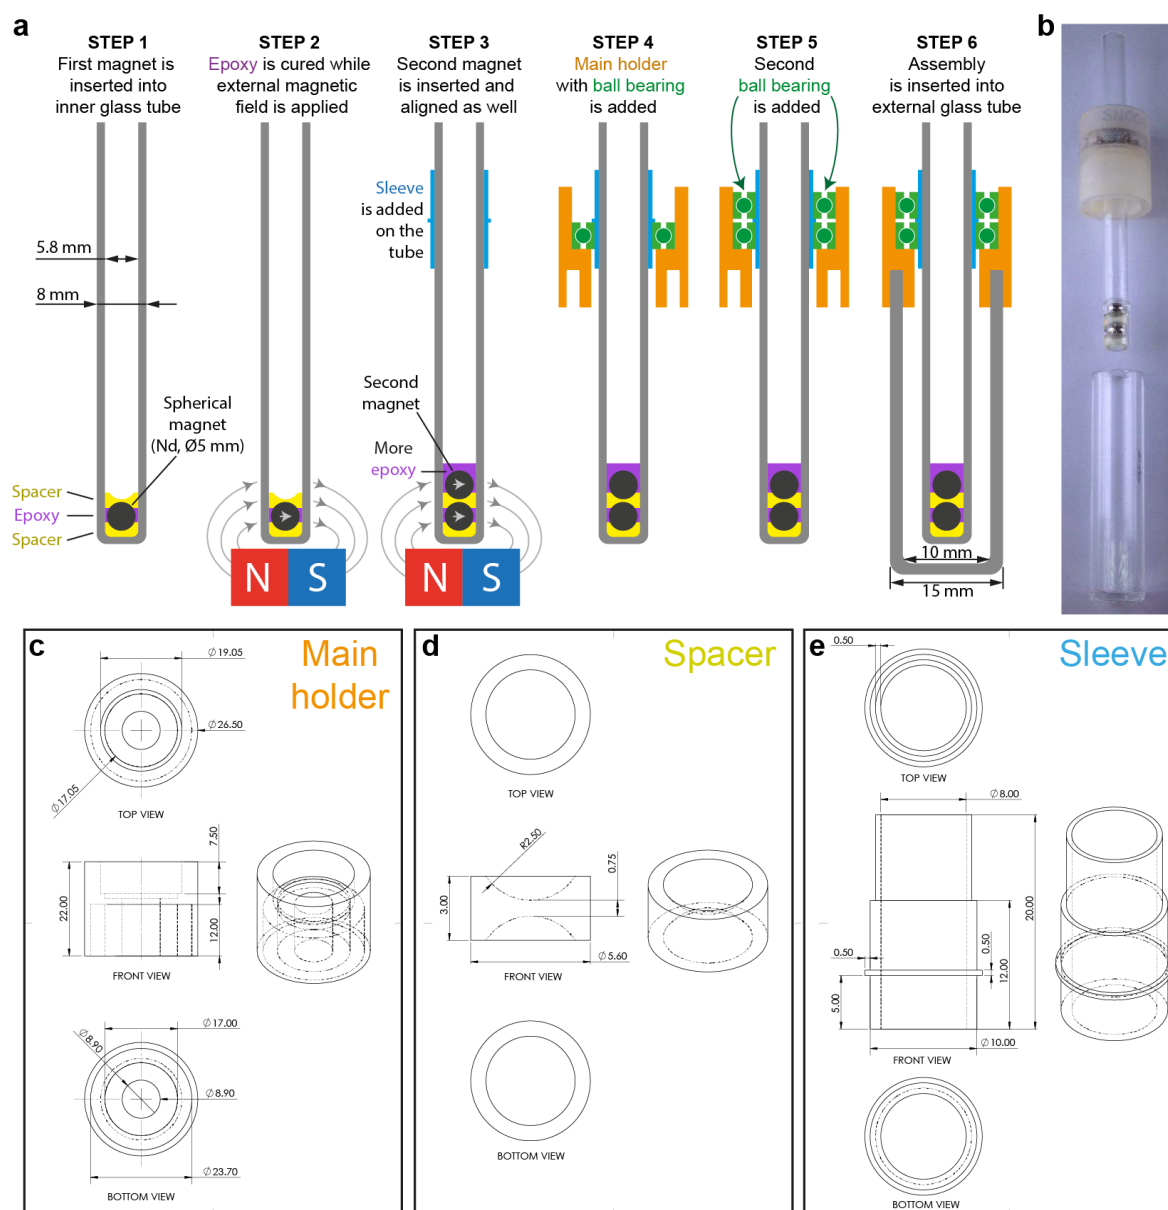 a
STEP 1
First magnet is
inserted into
inner glass tube
STEP 2
Epoxy is cured while
external magnetic
field is applied
STEP 3
Second magnet
is inserted and
aligned as well
STEP 4
Main holder
with ball bearing
is added
STEP 5
Second
ball bearing
is added
STEP 6
Assembly
is inserted into
external glass tube
b
5.8 mm
8 mm
Spherical
magnet
(Nd, Ø5 mm)
Spacer
Epoxy
Spacer
N S
Sleeve
is added
on the
tube
Second
magnet
More
epoxy
N S
10 mm
15 mm
c
Main
holder
Ø19.05
Ø26.50
Ø17.05
TOP VIEW
7.50
22.00
12.00
FRONT VIEW
Ø17.00
Ø8.90
Ø8.90
Ø23.70
BOTTOM VIEW
d
Spacer
TOP VIEW
R2.50
0.75
3.00
FRONT VIEW
Ø5.60
BOTTOM VIEW
e
Sleeve
0.50
TOP VIEW
Ø8.00
20.00
0.50
0.50
12.00
5.00
FRONT VIEW
Ø10.00
BOTTOM VIEW